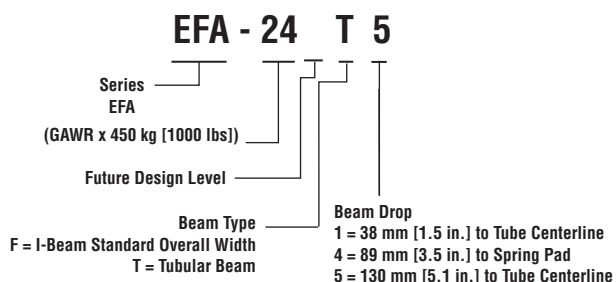 EFA - 24 T 5
Series
EFA
(GAWR x 450 kg [1000 lbs])
Future Design Level
Beam Type
F = I-Beam Standard Overall Width
T = Tubular Beam
Beam Drop
1 = 38 mm [1.5 in.] to Tube Centerline
4 = 89 mm [3.5 in.] to Spring Pad
5 = 130 mm [5.1 in.] to Tube Centerline